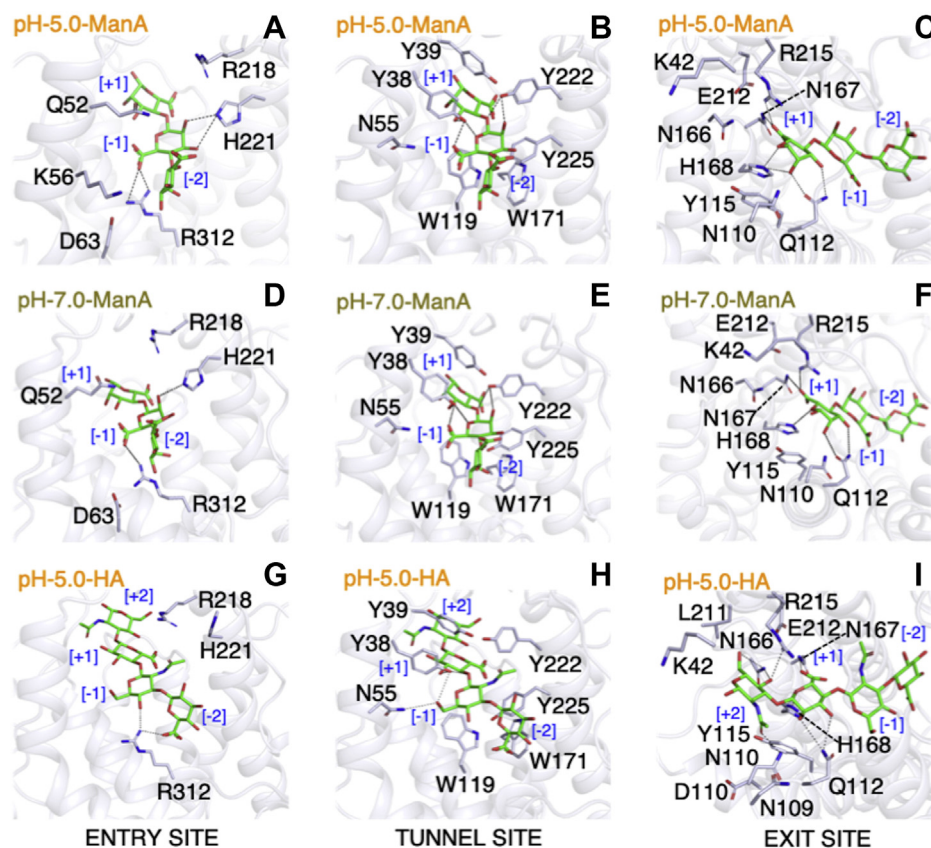 pH-5.0-ManA
A
[+1]
R218
Q52
[-1]
H221
K56
[-2]
D63
R312
pH-5.0-ManA
B
Y39
[+1]
Y38
Y222
N55
[-1]
Y225
[-2]
W119
W171
pH-5.0-ManA
C
R215
K42
E212
N167
[+1]
[-2]
N166
H168
Y115
[-1]
N110
Q112
pH-7.0-ManA
D
R218
[+1]
H221
Q52
[-1]
[-2]
D63
R312
pH-7.0-ManA
E
Y39
[+1]
Y38
N55
Y222
[-1]
Y225
[-2]
W119
W171
pH-7.0-ManA
F
E212
R215
K42
N166
[+1]
[-2]
N167
H168
[-1]
Y115
N110
Q112
pH-5.0-HA
G
[+2]
R218
H221
[+1]
[-1]
[-2]
R312
pH-5.0-HA
H
Y39
[+2]
Y38
[+1]
Y222
N55
[-1]
Y225
[-2]
W119
W171
pH-5.0-HA
I
L211
R215
N166
E212
N167
[-2]
K42
[+1]
[+2]
[-1]
Y115
H168
N110
D110
Q112
N109
ENTRY SITE
TUNNEL SITE
EXIT SITE